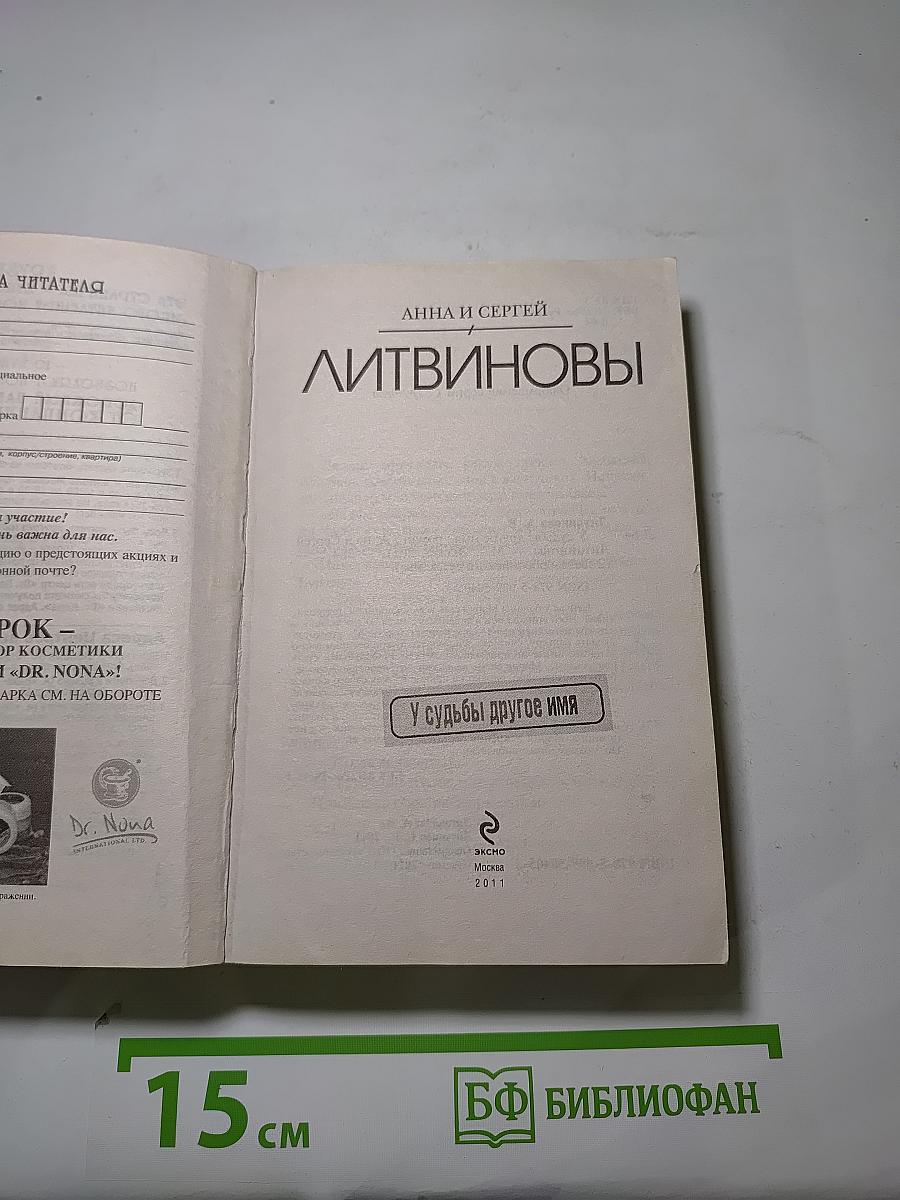 А ЧИТАТЕЛЯ
циальное
рка
, корпус/строение, квартира)
участие!
нь важна для нас.
цию о предстоящих акциях и
онной почте?
РОК –
ОР КОСМЕТИКИ
И «DR. NONA»!
АРКА СМ. НА ОБОРОТЕ
Dr. Nona
INTERNATIONAL LTD.
ражении.
АННА И СЕРГЕЙ
ЛИТВИНОВЫ
У судьбы другое имя
ЭКСМО
Москва
2011
15 см
БФ БИБЛИОФАН